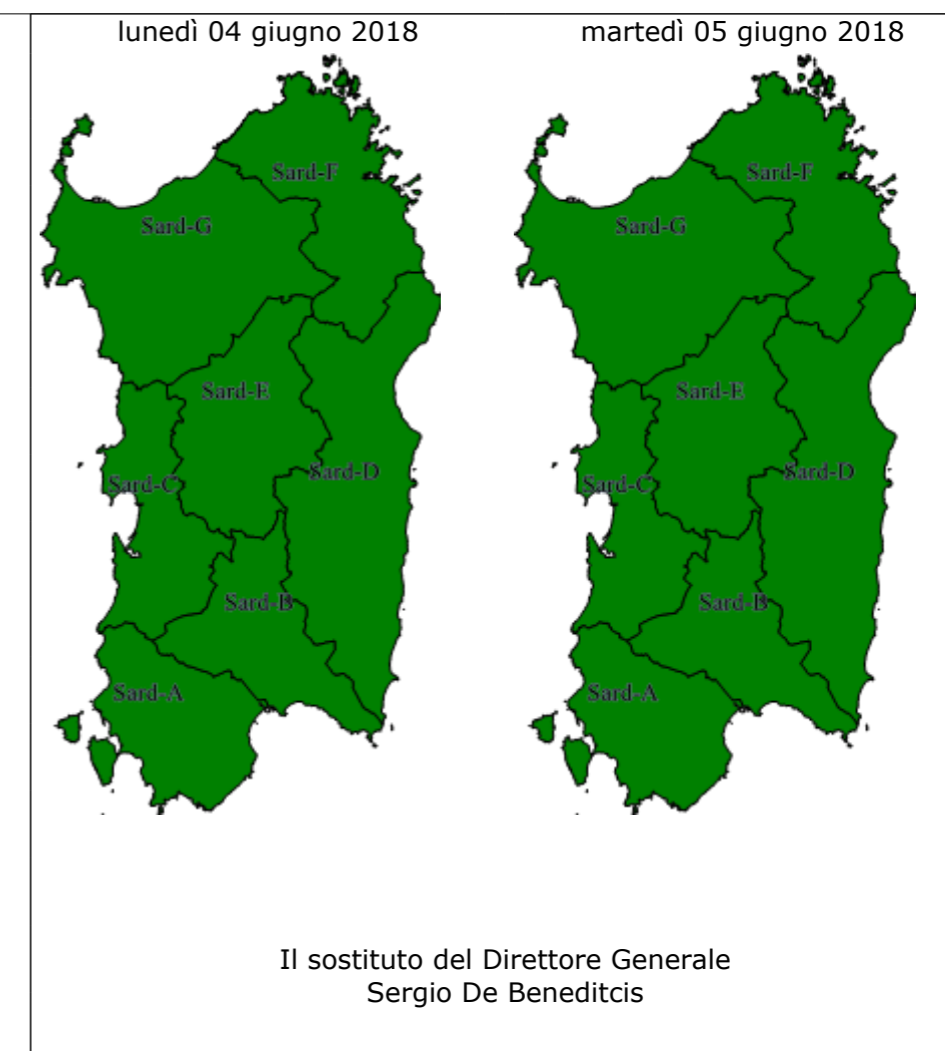 lunedì 04 giugno 2018
martedì 05 giugno 2018
Sard-F
Sard-G
Sard-E
Sard-D
Sard-C
Sard-B
Sard-A
Sard-F
Sard-G
Sard-E
Sard-D
Sard-C
Sard-B
Sard-A
Il sostituto del Direttore Generale
Sergio De Beneditcis